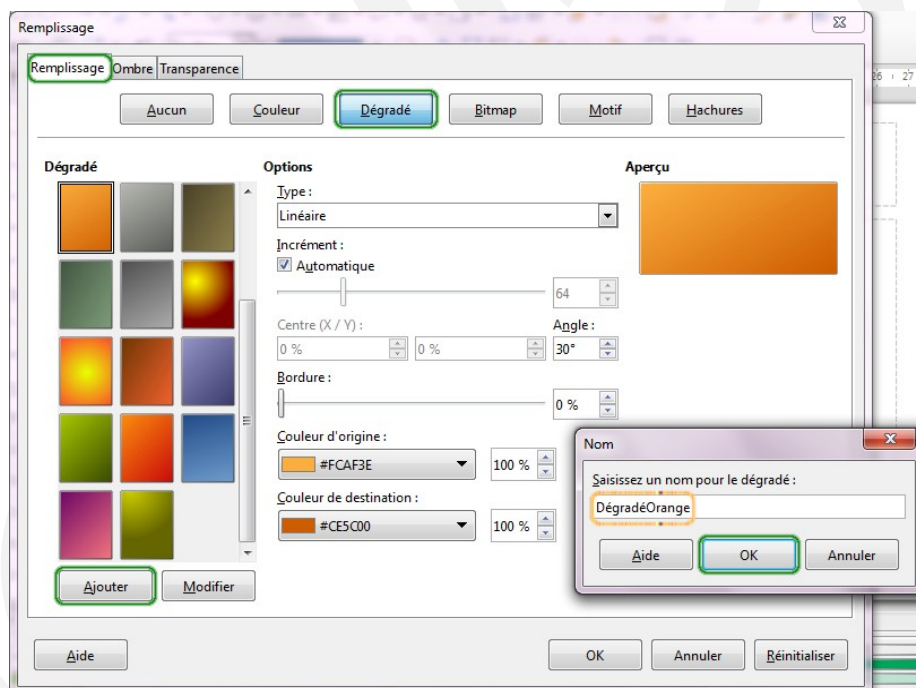 Remplissage
Remplissage Ombre Transparence
Aucun Couleur Dégradé Bitmap Motif Hachures
26 27
Dégradé Options Aperçu
Type :
Linéaire
Incrément :
Automatique
64
Centre (X / Y) : Angle :
0 % 0 % 30°
Bordure :
0 %
Couleur d'origine :
#FCAF3E 100 %
Couleur de destination :
#CE5C00 100 %
Nom
Saisissez un nom pour le dégradé :
DégradéOrange
Aide OK Annuler
Ajouter Modifier
Aide OK Annuler Réinitialiser